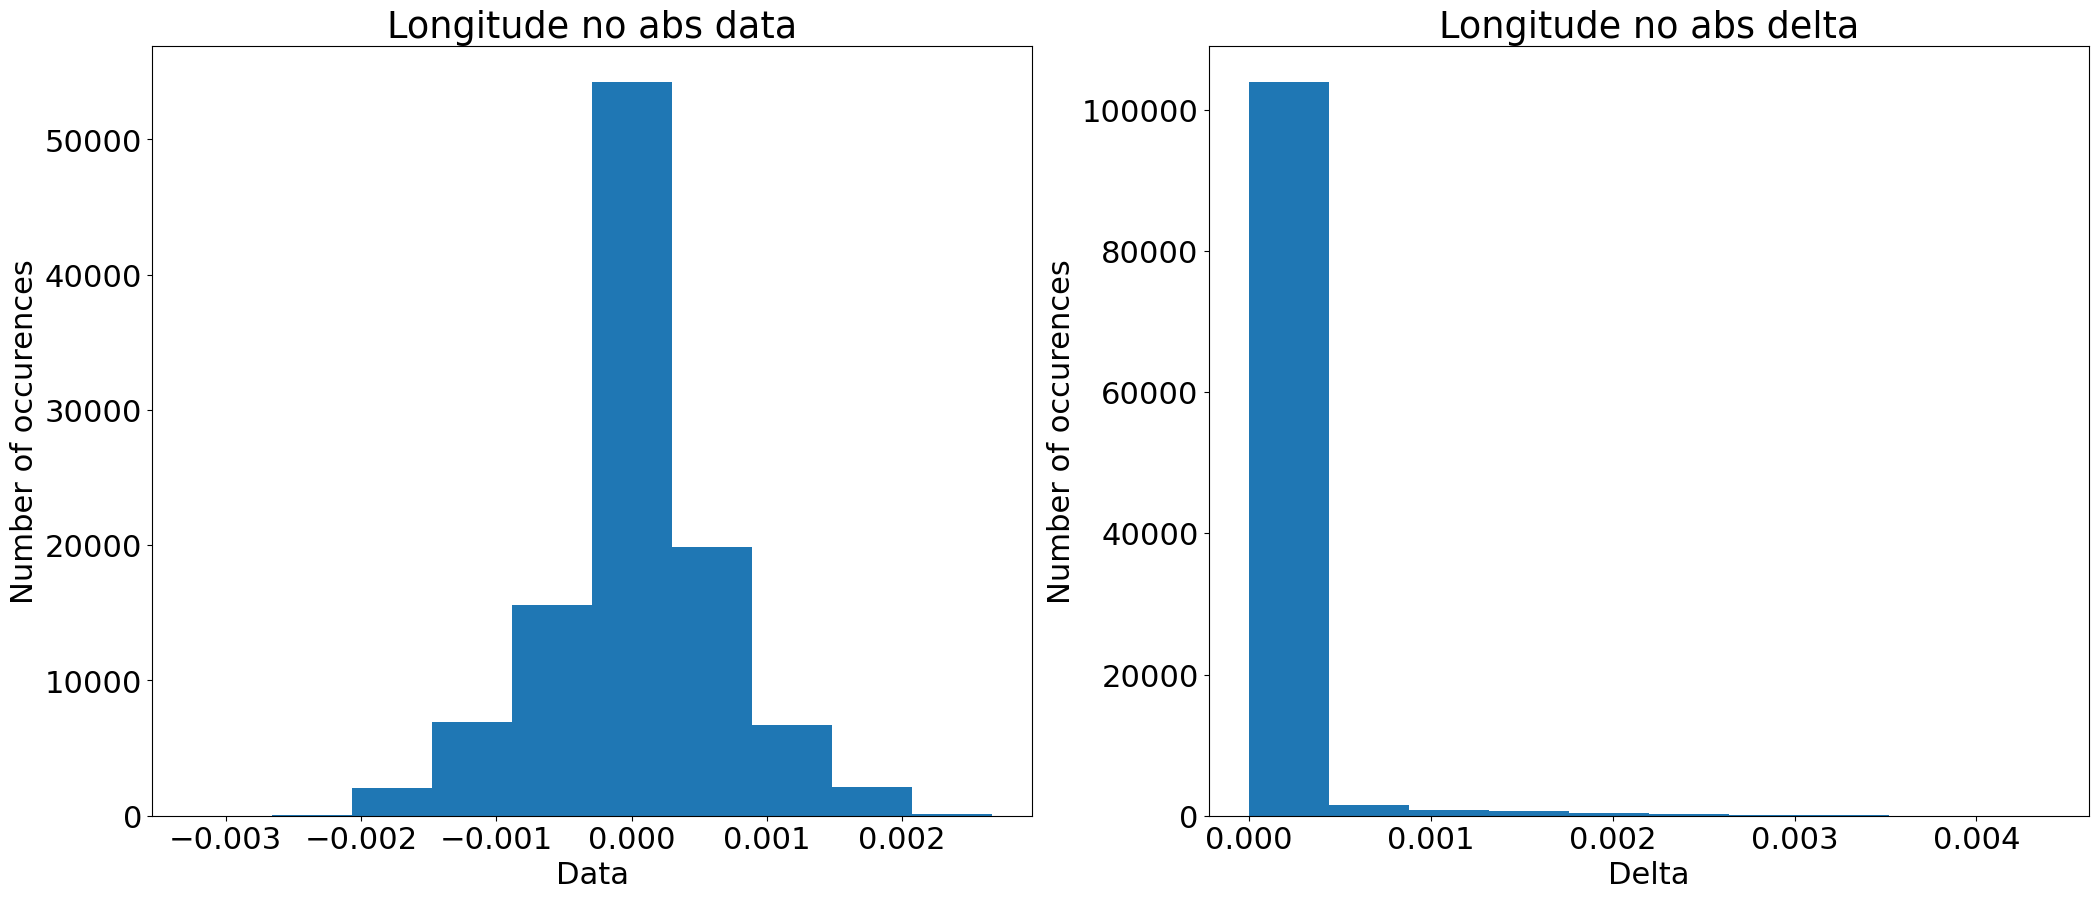 Longitude no abs data
Number of occurences
50000
40000
30000
20000
10000
0
−0.003 −0.002 −0.001 0.000 0.001 0.002
Data
Longitude no abs delta
Number of occurences
100000
80000
60000
40000
20000
0
0.000 0.001 0.002 0.003 0.004
Delta